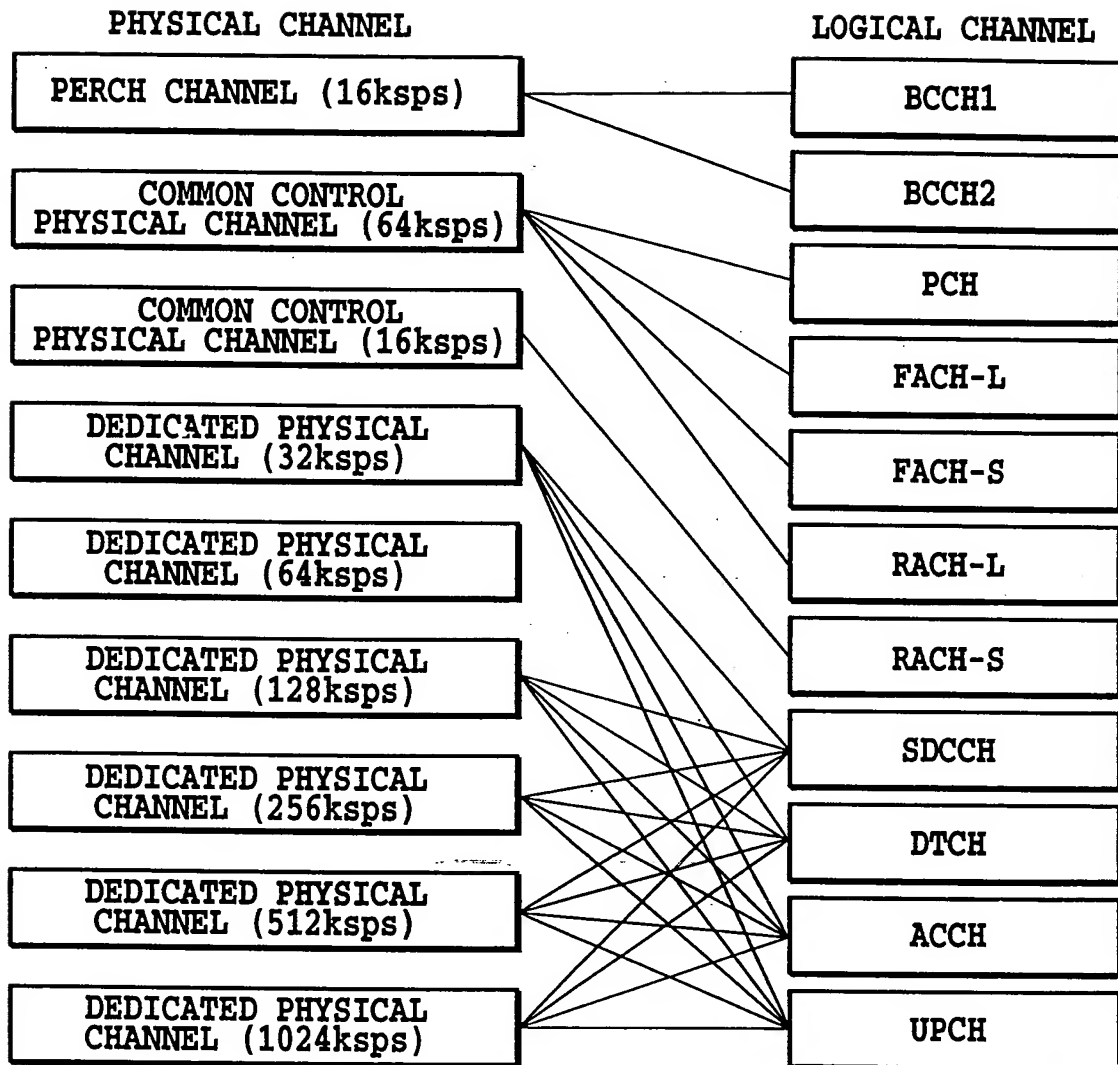 PHYSICAL CHANNEL
PERCH CHANNEL (16ksps)
COMMON CONTROL
PHYSICAL CHANNEL (64ksps)
COMMON CONTROL
PHYSICAL CHANNEL (16ksps)
DEDICATED PHYSICAL
CHANNEL (32ksps)
DEDICATED PHYSICAL
CHANNEL (64ksps)
DEDICATED PHYSICAL
CHANNEL (128ksps)
DEDICATED PHYSICAL
CHANNEL (256ksps)
DEDICATED PHYSICAL
CHANNEL (512ksps)
DEDICATED PHYSICAL
CHANNEL (1024ksps)
LOGICAL CHANNEL
BCCH1
BCCH2
PCH
FACH-L
FACH-S
RACH-L
RACH-S
SDCCH
DTCH
ACCH
UPCH